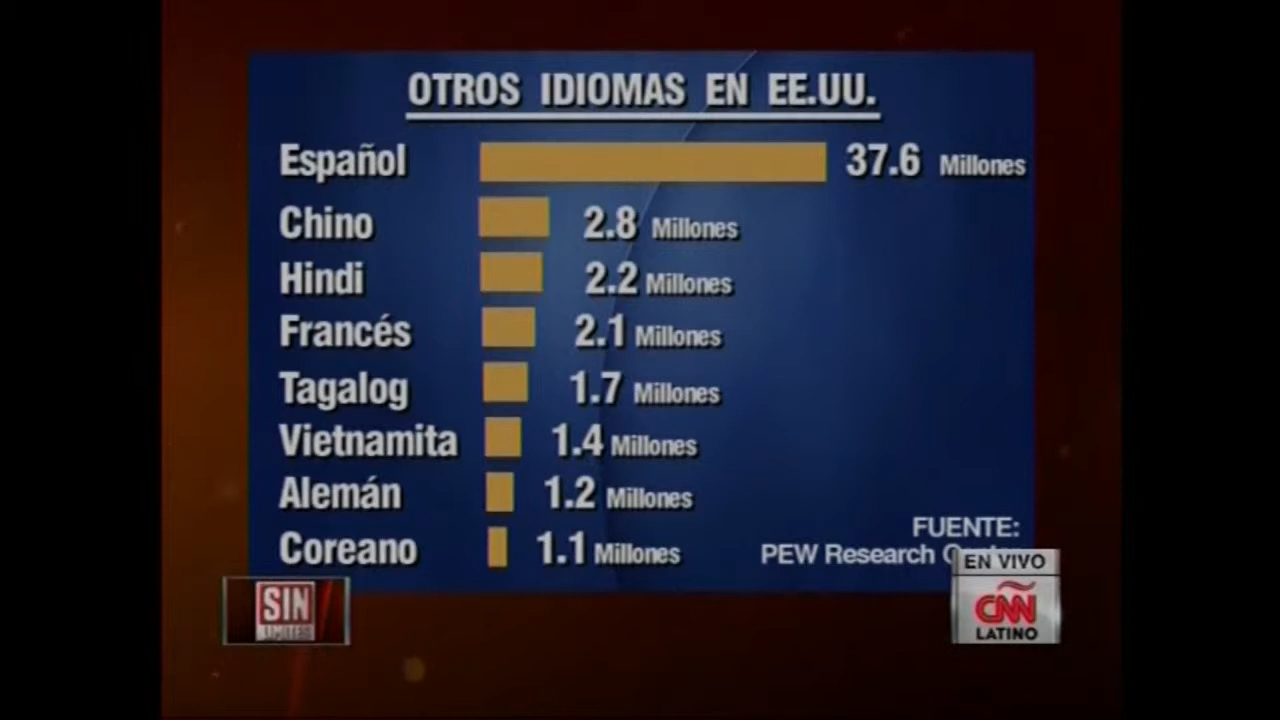 OTROS IDIOMAS EN EE.UU.
Español 37.6 Millones
Chino 2.8 Millones
Hindi 2.2 Millones
Francés 2.1 Millones
Tagalog 1.7 Millones
Vietnamita 1.4 Millones
Alemán 1.2 Millones
Coreano 1.1 Millones
FUENTE:
PEW Research
EN VIVO
CNN
LATINO
SIN
LIMITES